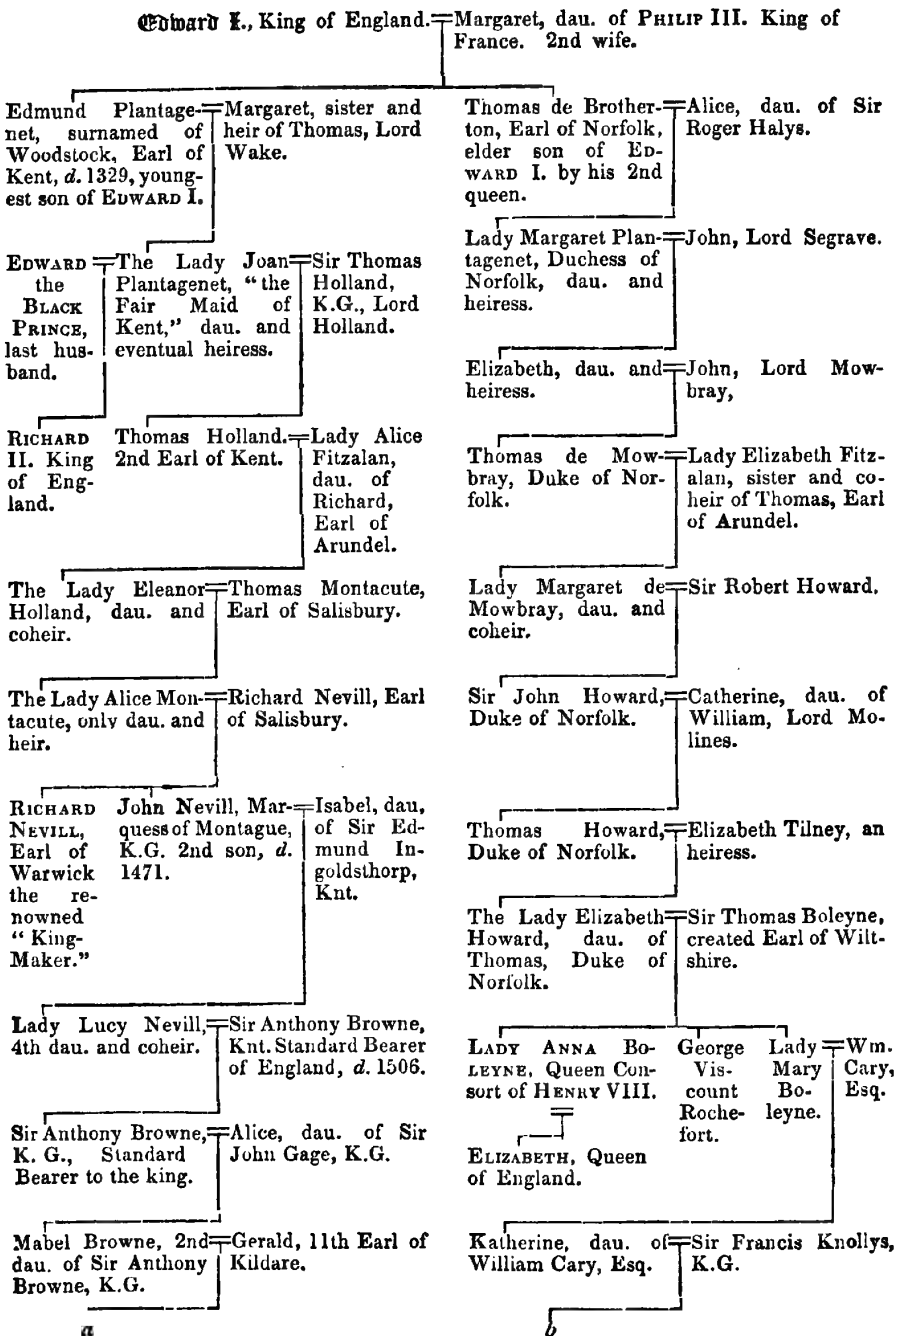 Edward I., King of England.
Margaret, dau. of PHILIP III. King of
France. 2nd wife.
Edmund Plantage-
net, surnamed of
Woodstock, Earl of
Kent, d. 1329, young-
est son of EDWARD I.
Margaret, sister and
heir of Thomas, Lord
Wake.
Thomas de Brother-
ton, Earl of Norfolk,
elder son of ED-
WARD I. by his 2nd
queen.
Alice, dau. of Sir
Roger Halys.
Lady Margaret Plan-
tagenet, Duchess of
Norfolk, dau. and
heiress.
John, Lord Segrave.
EDWARD
the
BLACK
PRINCE,
last hus-
band.
The Lady Joan
Plantagenet, "the
Fair Maid of
Kent," dau. and
eventual heiress.
Sir Thomas
Holland,
K.G., Lord
Holland.
Elizabeth, dau. and
heiress.
John, Lord Mow-
bray,
RICHARD
II. King
of Eng-
land.
Thomas Holland.
2nd Earl of Kent.
Lady Alice
Fitzalan,
dau. of
Richard,
Earl of
Arundel.
Thomas de Mow-
bray, Duke of Nor-
folk.
Lady Elizabeth Fitz-
alan, sister and co-
heir of Thomas, Earl
of Arundel.
The Lady Eleanor
Holland, dau. and
coheir.
Thomas Montacute,
Earl of Salisbury.
Lady Margaret de
Mowbray, dau. and
coheir.
Sir Robert Howard.
The Lady Alice Mon-
tacute, only dau. and
heir.
Richard Nevill, Earl
of Salisbury.
Sir John Howard,
Duke of Norfolk.
Catherine, dau. of
William, Lord Mo-
lines.
RICHARD
NEVILL,
Earl of
Warwick
the re-
nowned
"King-
Maker."
John Nevill, Mar-
quess of Montague,
K.G. 2nd son, d.
1471.
Isabel, dau.
of Sir Ed-
mund In-
goldsthorp,
Knt.
Thomas Howard,
Duke of Norfolk.
Elizabeth Tilney, an
heiress.
The Lady Elizabeth
Howard, dau. of
Thomas, Duke of
Norfolk.
Sir Thomas Boleyne,
created Earl of Wilt-
shire.
Lady Lucy Nevill,
4th dau. and coheir.
Sir Anthony Browne,
Knt. Standard Bearer
of England, d. 1506.
LADY ANNA BO-
LEYNE, Queen Con-
sort of HENRY VIII.
George
Vis-
count
Roche-
fort.
Lady
Mary
Bo-
leyne.
Wm.
Cary,
Esq.
Sir Anthony Browne,
K. G., Standard
Bearer to the king.
Alice, dau. of Sir
John Gage, K.G.
ELIZABETH, Queen
of England.
Mabel Browne, 2nd
dau. of Sir Anthony
Browne, K.G.
Gerald, 11th Earl of
Kildare.
Katherine, dau. of
William Cary, Esq.
Sir Francis Knollys,
K.G.
a
b